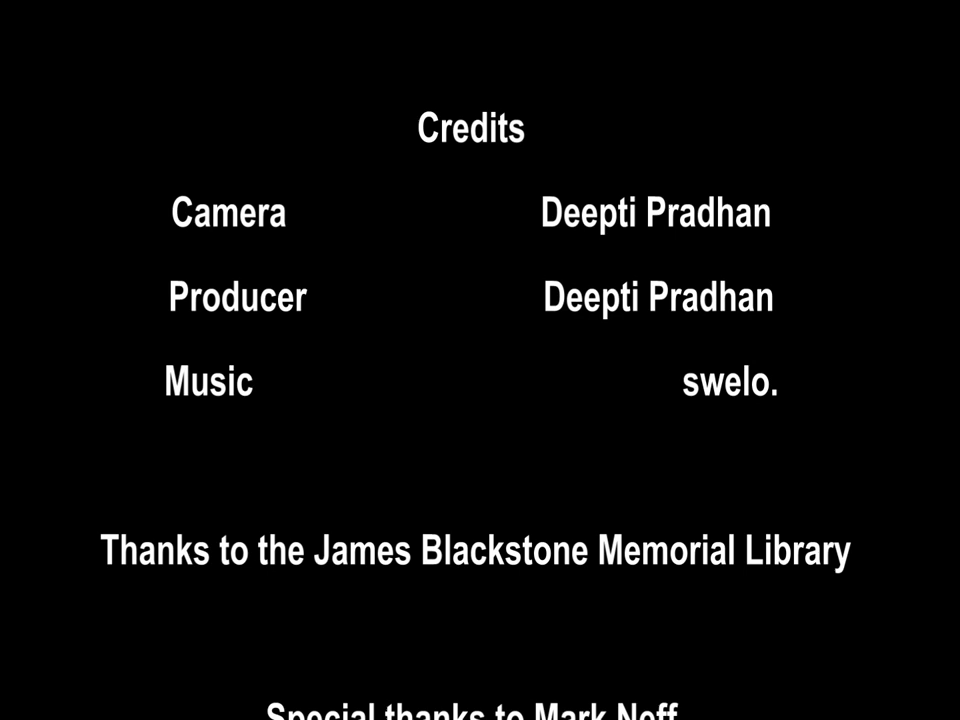 Credits
Camera Deepti Pradhan
Producer Deepti Pradhan
Music swelo.
Thanks to the James Blackstone Memorial Library
Special thanks to Mark Neff